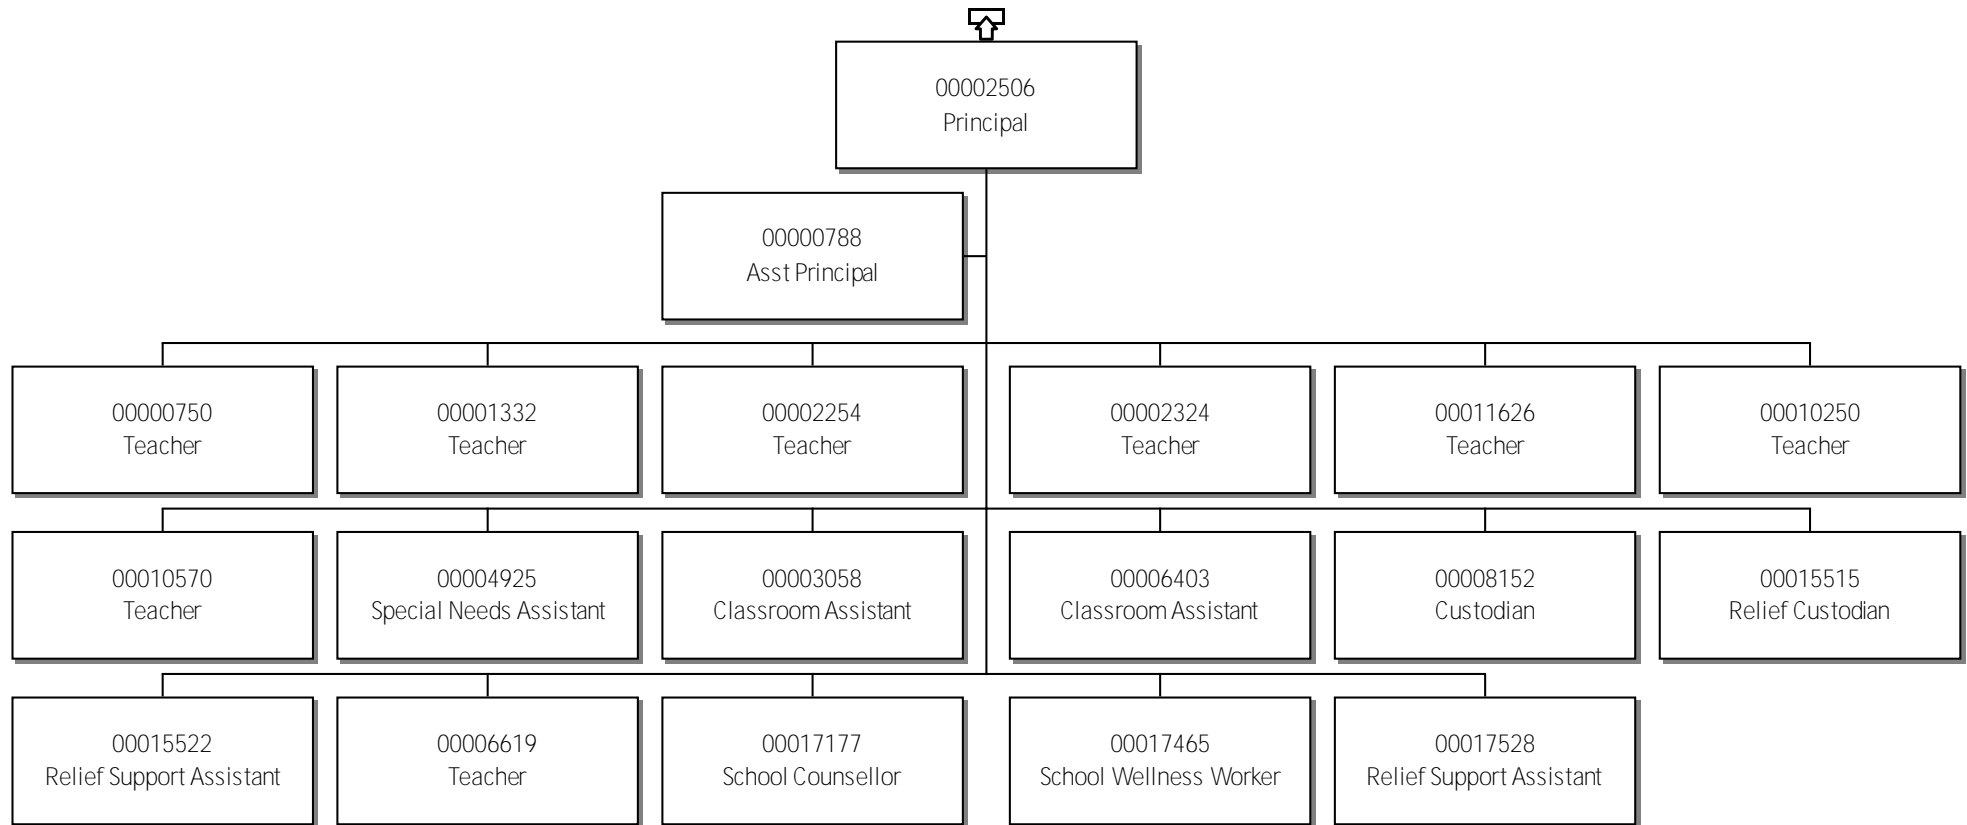 00002506
Principal
00000788
Asst Principal
00000750
Teacher
00001332
Teacher
00002254
Teacher
00002324
Teacher
00011626
Teacher
00010250
Teacher
00010570
Teacher
00004925
Special Needs Assistant
00003058
Classroom Assistant
00006403
Classroom Assistant
00008152
Custodian
00015515
Relief Custodian
00015522
Relief Support Assistant
00006619
Teacher
00017177
School Counsellor
00017465
School Wellness Worker
00017528
Relief Support Assistant